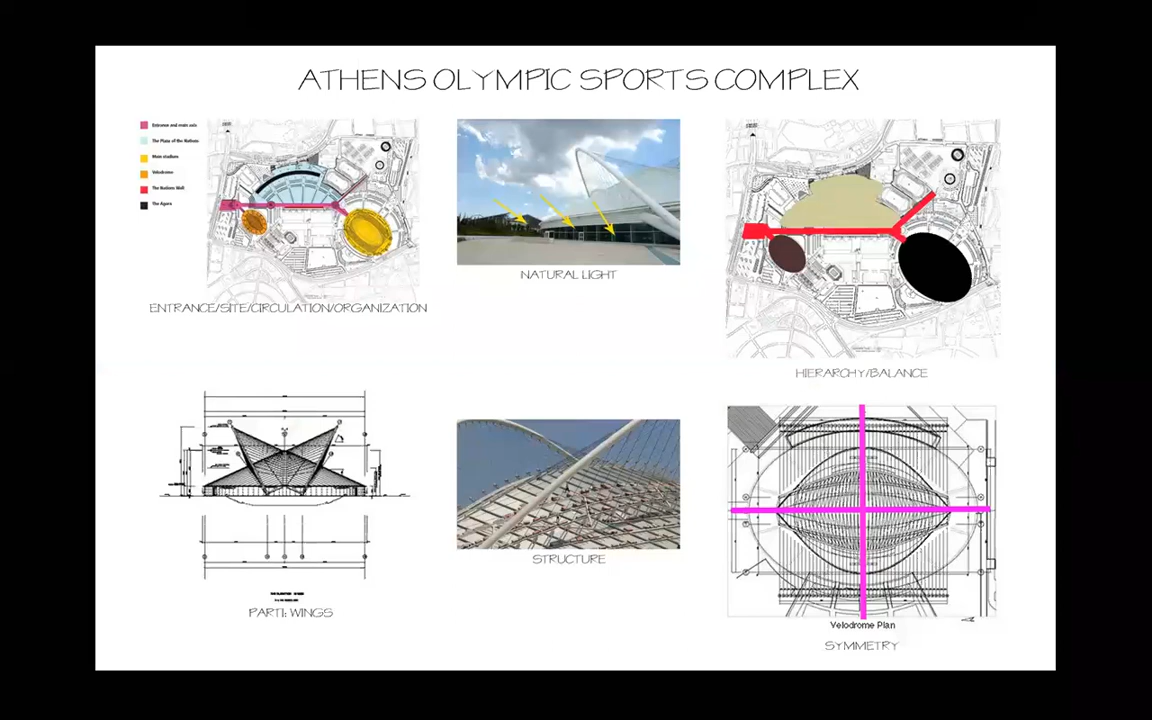 ATHENS OLYMPIC SPORTS COMPLEX
Entrance and main axis
The Plaza of the Nations
Main stadium
Velodrome
The Nations Wall
The Agora
ENTRANCE/SITE/CIRCULATION/ORGANIZATION
NATURAL LIGHT
HIERARCHY/BALANCE
PARTI: WINGS
STRUCTURE
Velodrome Plan
SYMMETRY